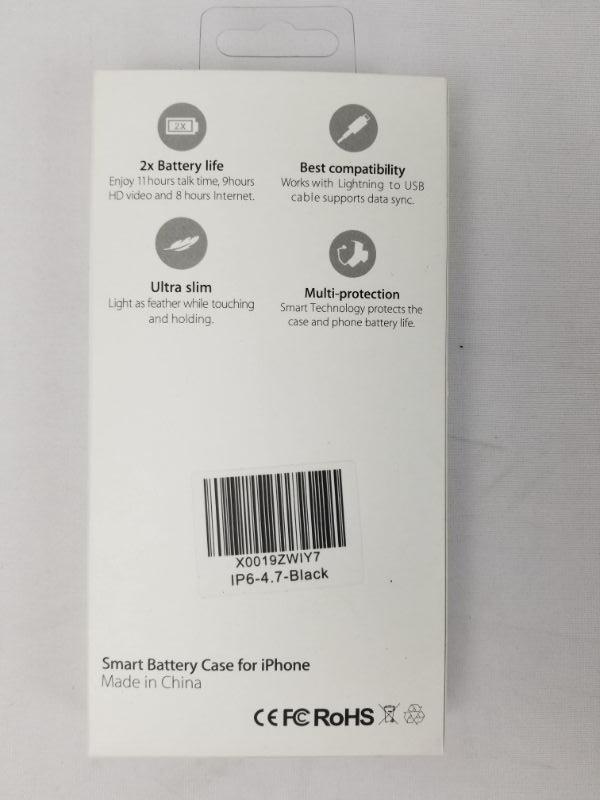 2X
2x Battery life
Enjoy 11hours talk time, 9hours
HD video and 8 hours Internet.
Best compatibility
Works with Lightning to USB
cable supports data sync.
Ultra slim
Light as feather while touching
and holding.
Multi-protection
Smart Technology protects the
case and phone battery life.
X0019ZWIY7
IP6-4.7-Black
Smart Battery Case for iPhone
Made in China
CE FC RoHS